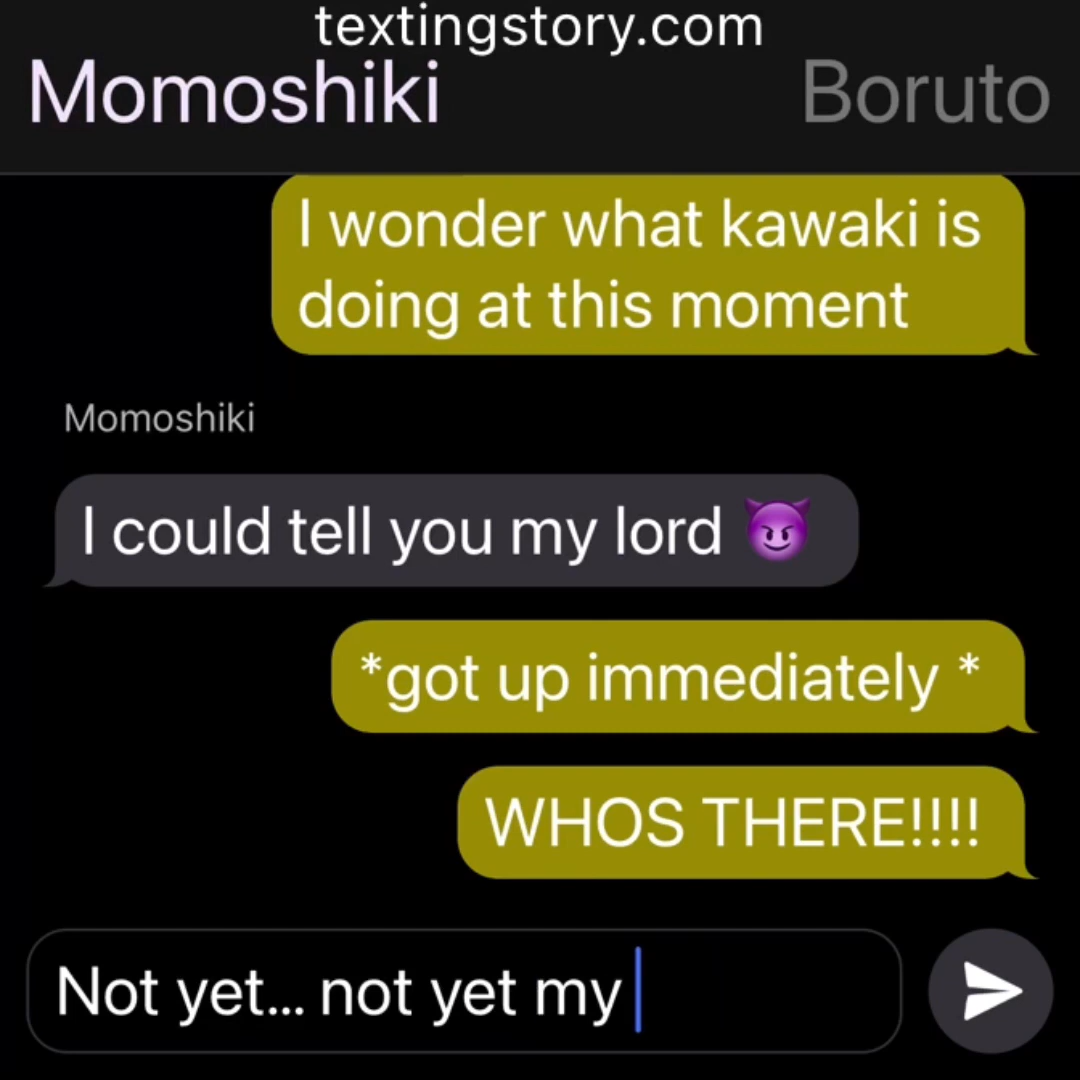 textingstory.com
Momoshiki Boruto
I wonder what kawaki is
doing at this moment
Momoshiki
I could tell you my lord 😈
*got up immediately *
WHOS THERE!!!!
Not yet... not yet my